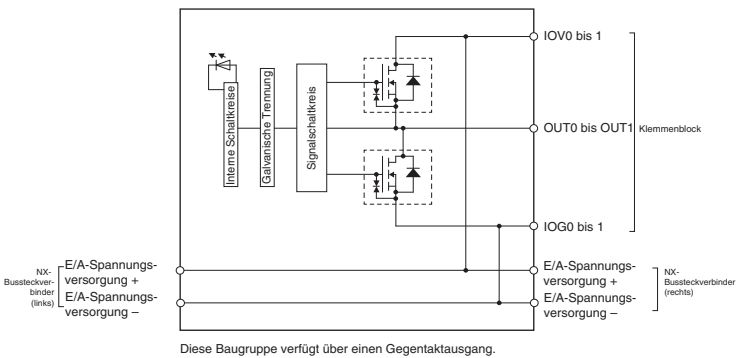 IOV0 bis 1
Interne Schaltkreise
Galvanische Trennung
Signalschaltkreis
OUT0 bis OUT1
Klemmenblock
IOG0 bis 1
NX-
Bussteckver-
binder
(links)
E/A-Spannungs-
versorgung +
E/A-Spannungs-
versorgung –
E/A-Spannungs-
versorgung +
E/A-Spannungs-
versorgung –
NX-
Bussteckverbinder
(rechts)
Diese Baugruppe verfügt über einen Gegentaktausgang.